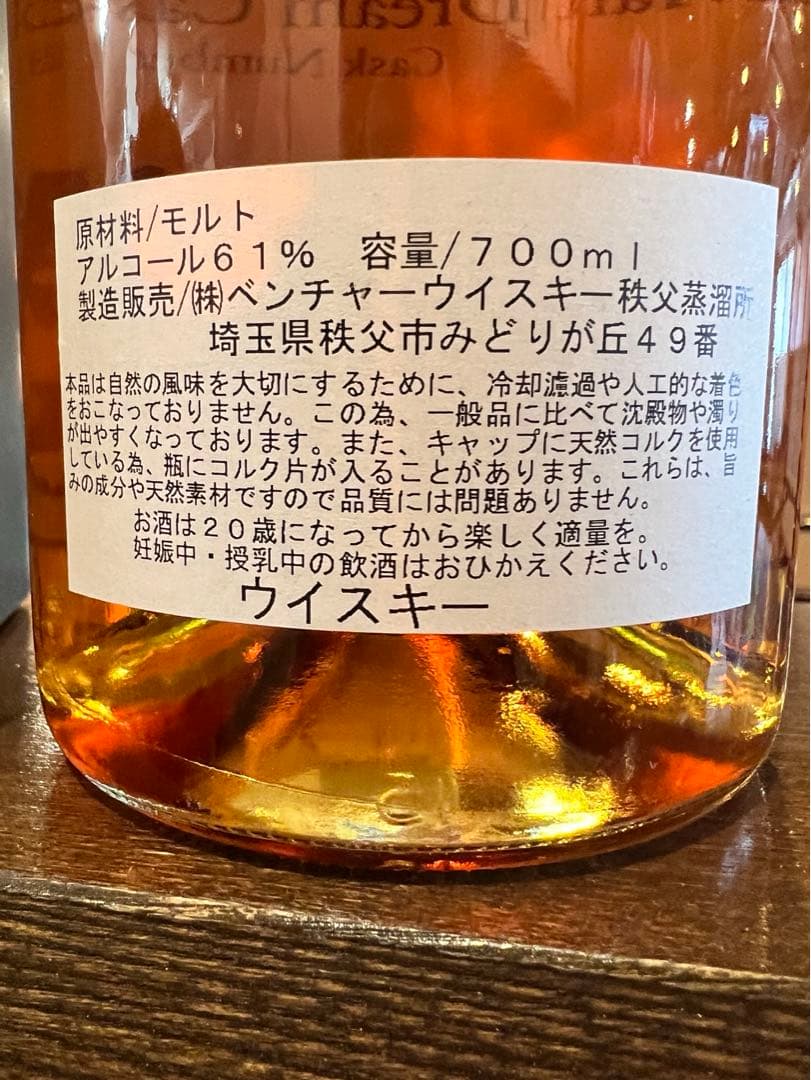 Dream Cas
Cask Number
原材料/モルト
アルコール61% 容量/700ml
製造販売/㈱ベンチャーウイスキー秩父蒸溜所
埼玉県秩父市みどりが丘49番
本品は自然の風味を大切にするために、冷却濾過や人工的な着色
をおこなっておりません。この為、一般品に比べて沈殿物や濁り
が出やすくなっております。また、キャップに天然コルクを使用
している為、瓶にコルク片が入ることがあります。これらは、旨
みの成分や天然素材ですので品質には問題ありません。
お酒は20歳になってから楽しく適量を。
妊娠中・授乳中の飲酒はおひかえください。
ウイスキー